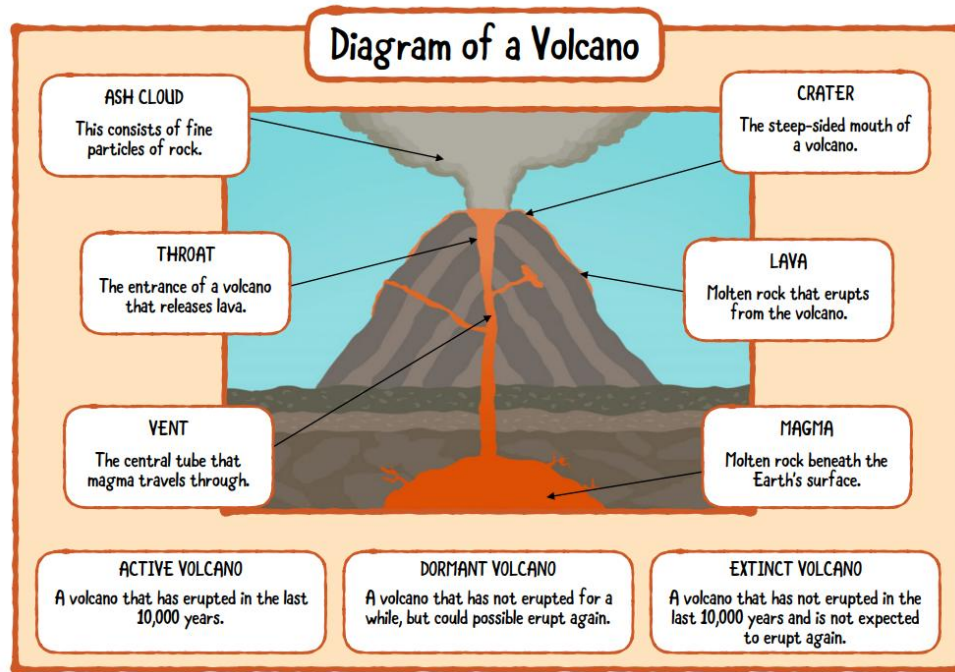 Diagram of a Volcano
ASH CLOUD
This consists of fine
particles of rock.
CRATER
The steep-sided mouth of
a volcano.
THROAT
The entrance of a volcano
that releases lava.
LAVA
Molten rock that erupts
from the volcano.
VENT
The central tube that
magma travels through.
MAGMA
Molten rock beneath the
Earth's surface.
ACTIVE VOLCANO
A volcano that has erupted in the last
10,000 years.
DORMANT VOLCANO
A volcano that has not erupted for a
while, but could possible erupt again.
EXTINCT VOLCANO
A volcano that has not erupted in the
last 10,000 years and is not expected
to erupt again.